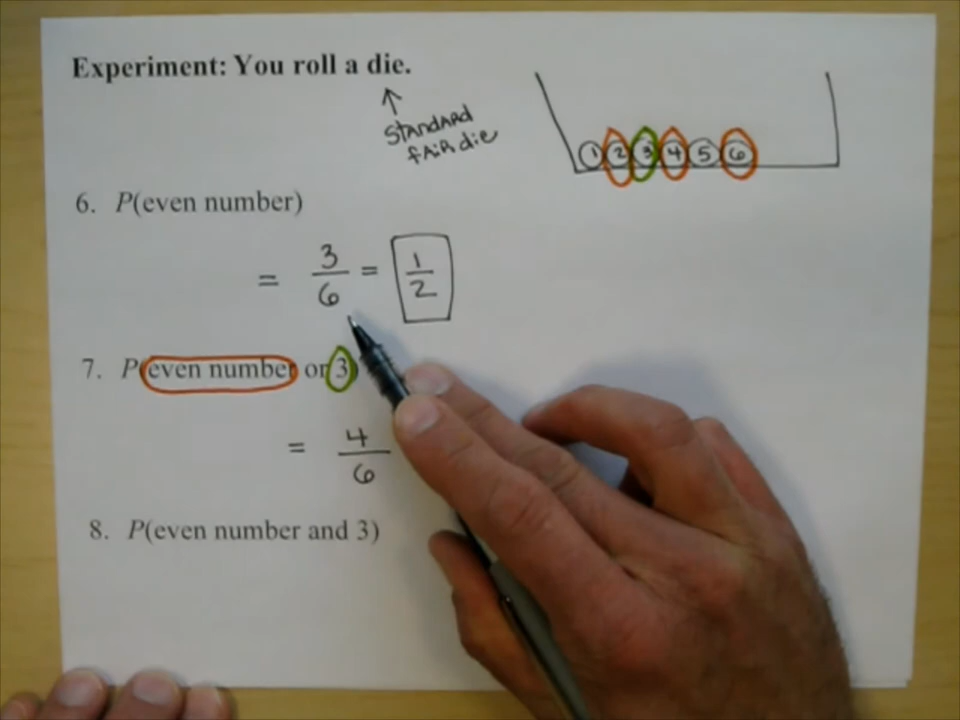 Experiment: You roll a die.
STANDARD
fAIR die
1 2 3 4 5 6
6. P(even number)
= 3/6 = 1/2
7. P(even number or 3)
= 4/6
8. P(even number and 3)